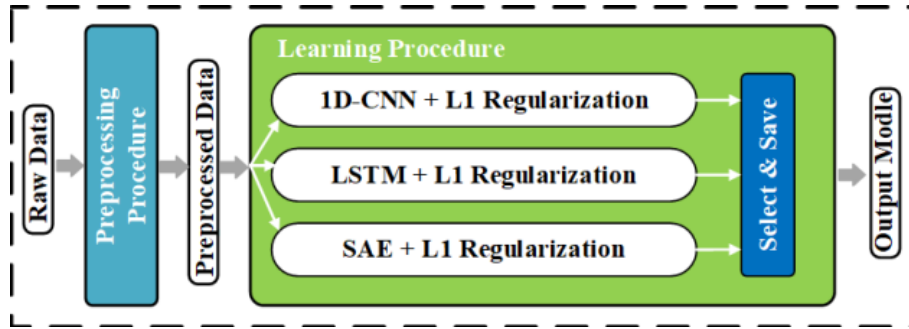 Raw Data
Preprocessing
Procedure
Preprocessed Data
Learning Procedure
1D-CNN + L1 Regularization
LSTM + L1 Regularization
SAE + L1 Regularization
Select & Save
Output Modle